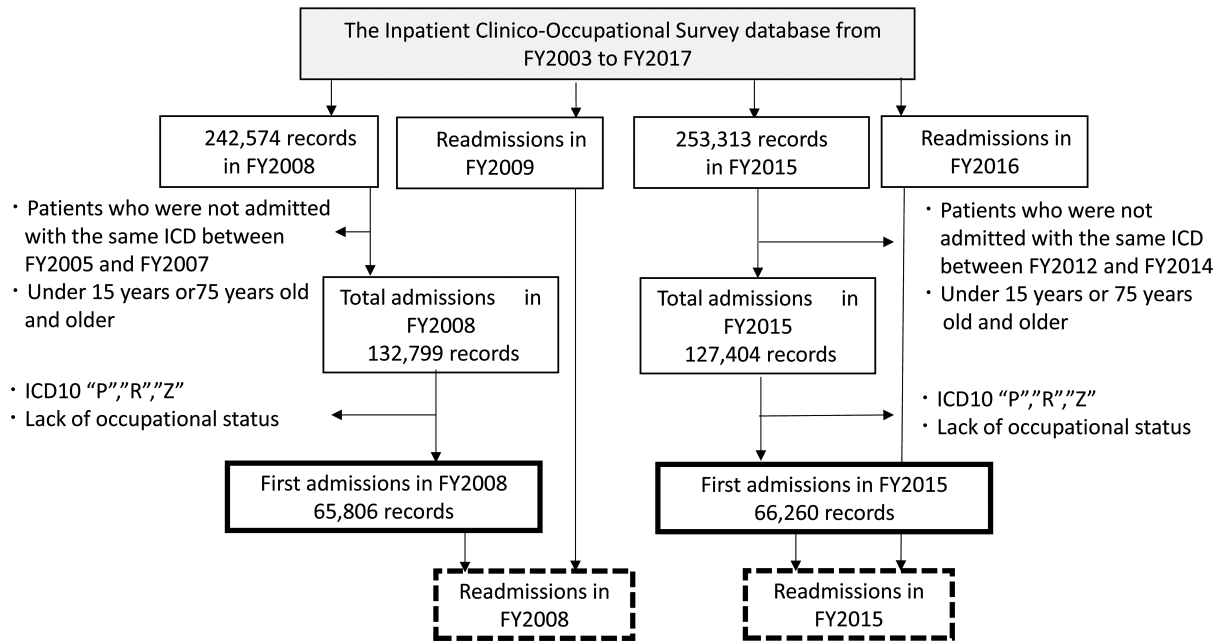 The Inpatient Clinico-Occupational Survey database from
FY2003 to FY2017
242,574 records
in FY2008
Readmissions in
FY2009
253,313 records
in FY2015
Readmissions in
FY2016
・Patients who were not admitted
with the same ICD between
FY2005 and FY2007
・Under 15 years or75 years old
and older
・Patients who were not
admitted with the same ICD
between FY2012 and FY2014
・Under 15 years or 75 years
old and older
Total admissions in
FY2008
132,799 records
Total admissions in
FY2015
127,404 records
・ICD10 “P”,”R”,”Z”
・Lack of occupational status
・ICD10 “P”,”R”,”Z”
・Lack of occupational status
First admissions in FY2008
65,806 records
First admissions in FY2015
66,260 records
Readmissions in
FY2008
Readmissions in
FY2015